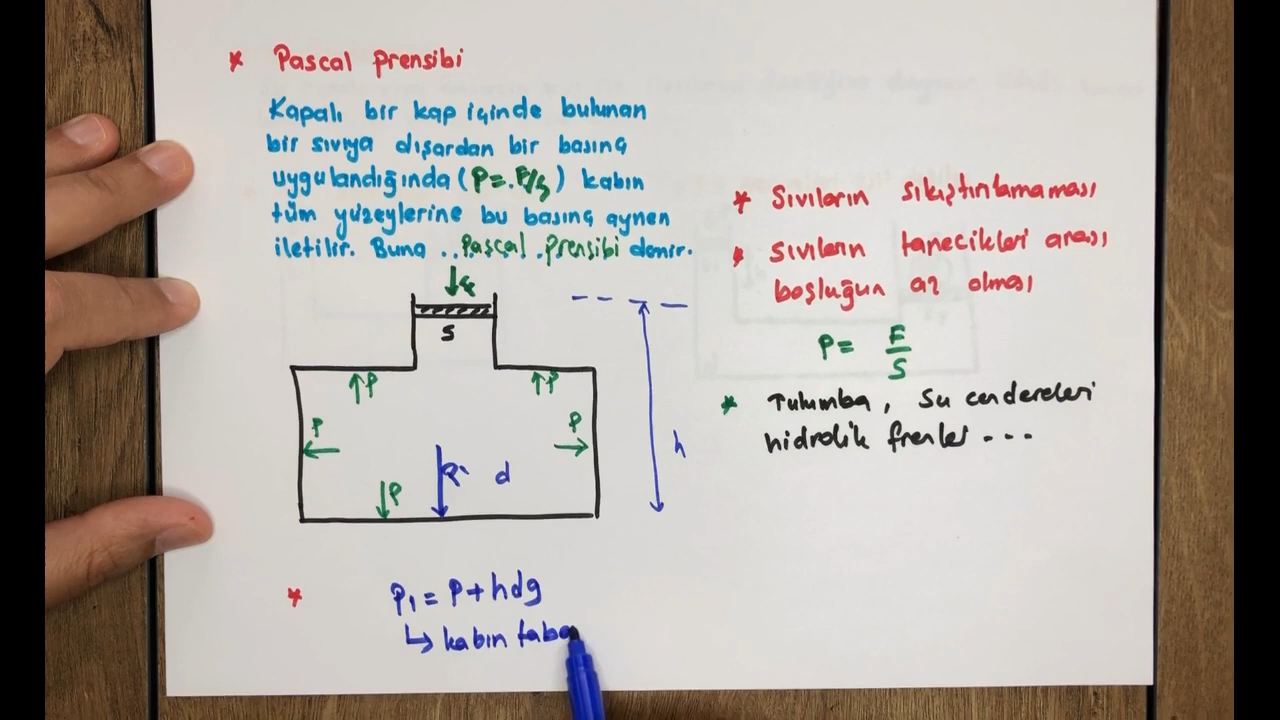 * Pascal prensibi
Kapalı bir kap içinde bulunan
bir sıvıya dışardan bir basınç
uygulandığında (P=.F/S) kabın
tüm yüzeylerine bu basınç aynen
iletilir. Buna ..Pascal .prensibi denir.
* Sıvıların sıkıştırılamaması
* Sıvıların tanecikleri arası
boşluğun az olması
P= F/S
* Tulumba, Su cendereleri
hidrolik frenler ...
S
P
P
P
P
P
d
h
* P₁ = P+hdg
↳ kabın taba